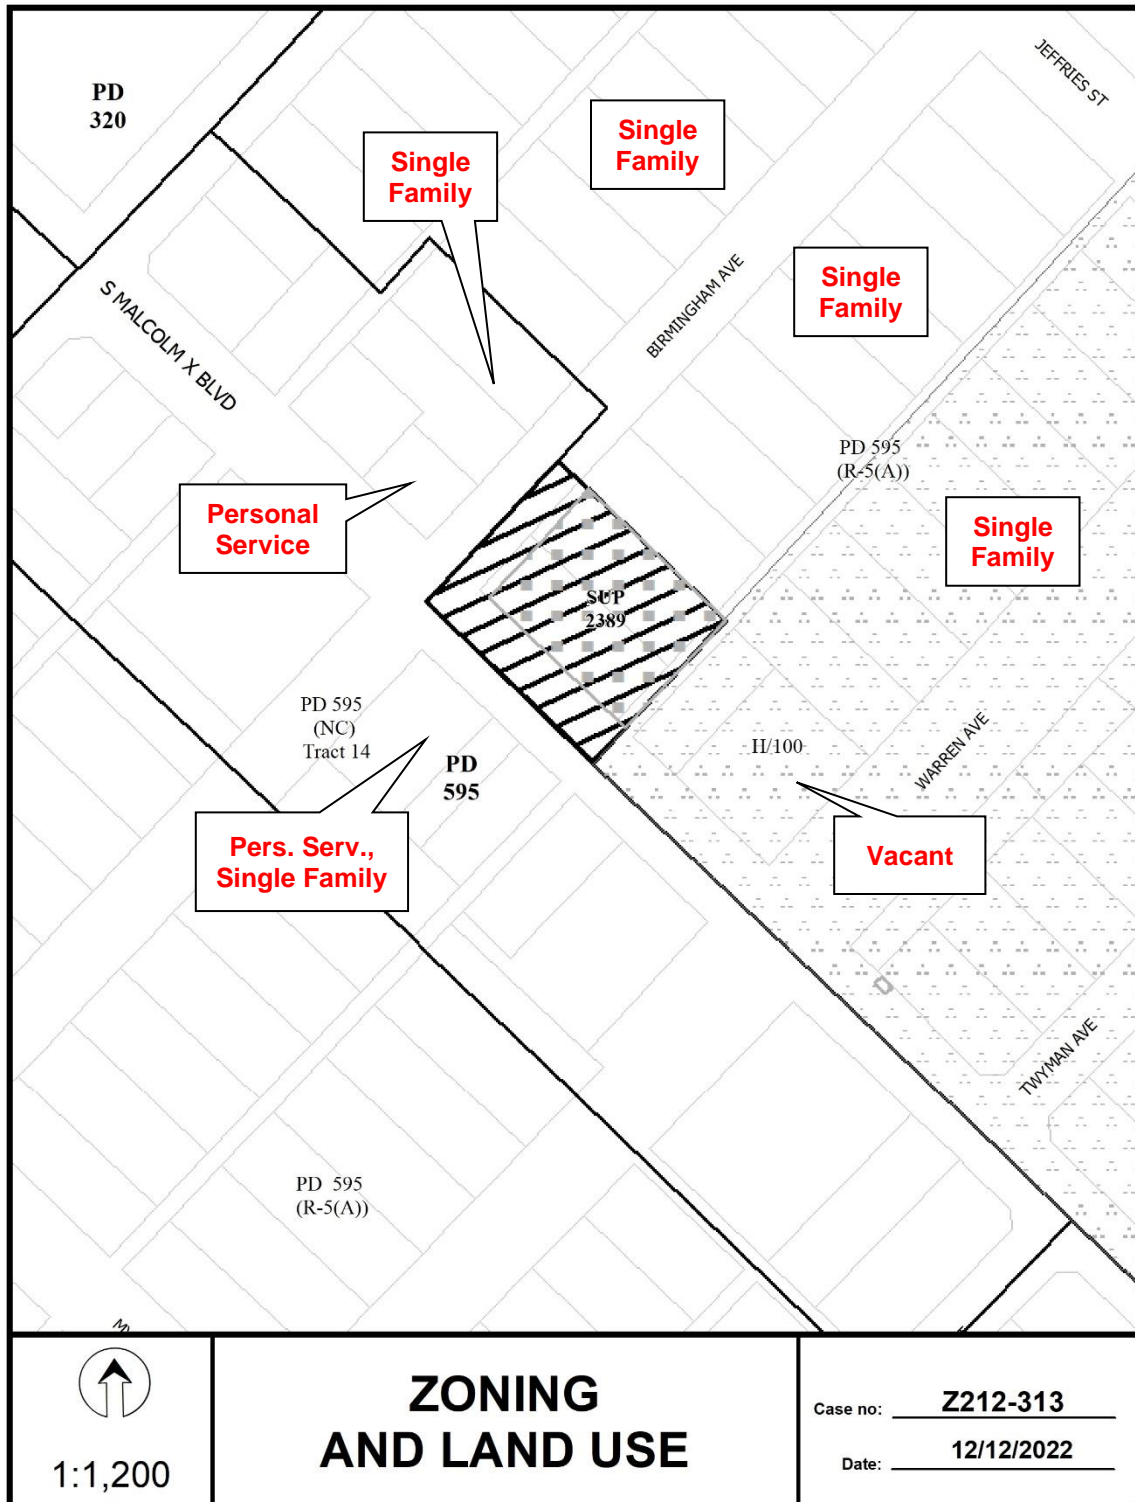 PD
320
JEFFRIES ST
Single
Family
Single
Family
Single
Family
BIRMINGHAM AVE
S MALCOLM X BLVD
PD 595
(R-5(A))
Personal
Service
Single
Family
SUP
2389
PD 595
(NC)
Tract 14
PD
595
H/100
WARREN AVE
Pers. Serv.,
Single Family
Vacant
TWYMAN AVE
PD 595
(R-5(A))
1:1,200
ZONING
AND LAND USE
Case no: Z212-313
Date: 12/12/2022